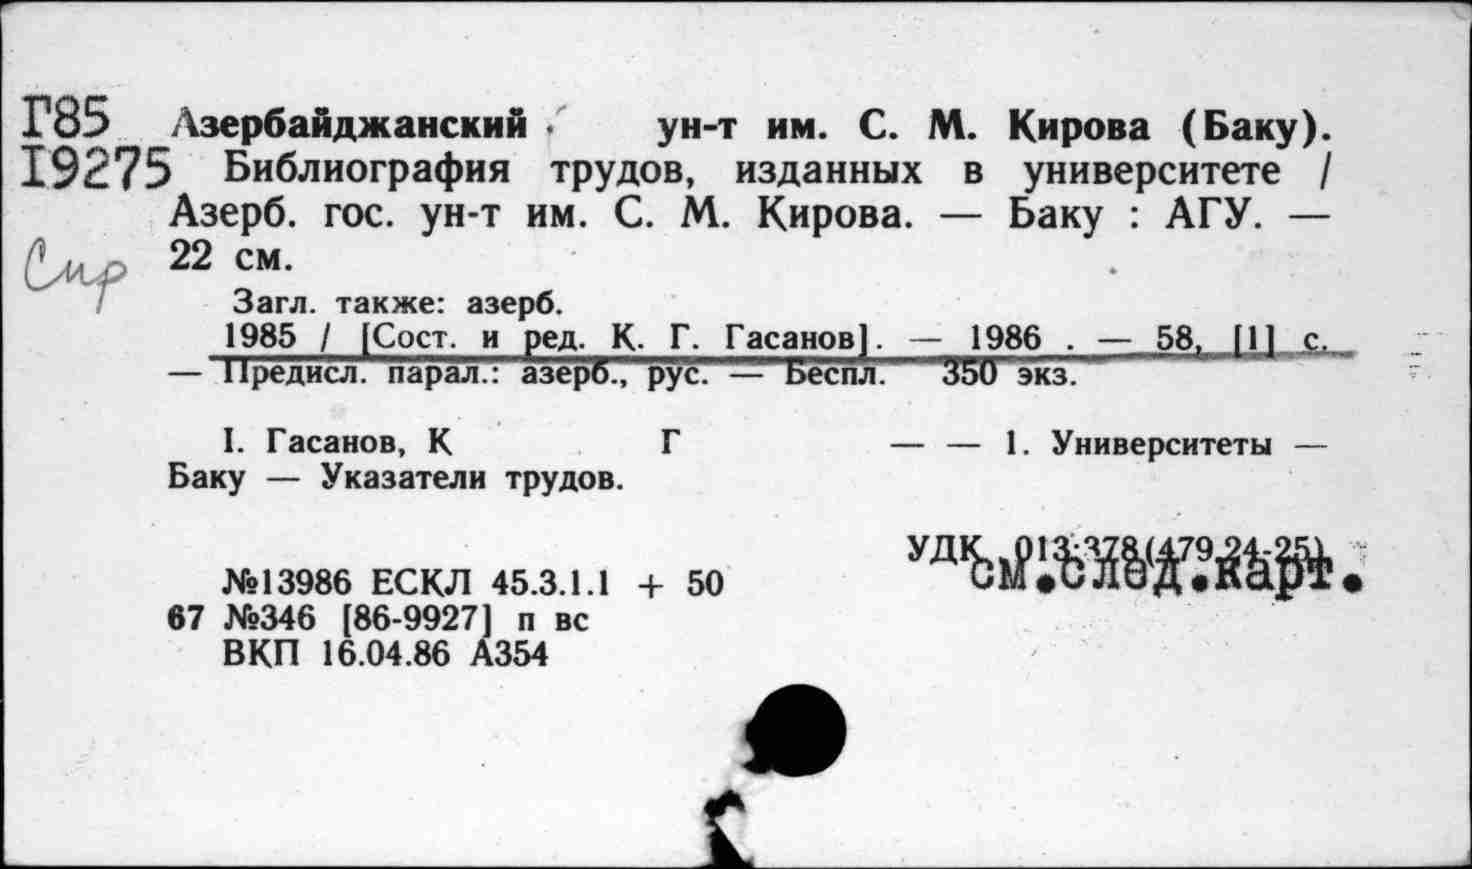 Г85 Азербайджанский ун-т им. С. М. Кирова (Баку).
I9275 Библиография трудов, изданных в университете /
Азерб. гос. ун-т им. С. М. Кирова. — Баку : АГУ. —
Спр 22 см.
Загл. также: азерб.
1985 / [Сост. и ред. К. Г. Гасанов]. — 1986 . — 58, [1] с.
— Предисл. парал.: азерб., рус. — Беспл. 350 экз.
I. Гасанов, К Г — — 1. Университеты —
Баку — Указатели трудов.
УДК 013:378(479.24-25)
См.след.карт.
№13986 ЕСКЛ 45.3.1.1 + 50
67 №346 [86-9927] п вс
ВКП 16.04.86 А354